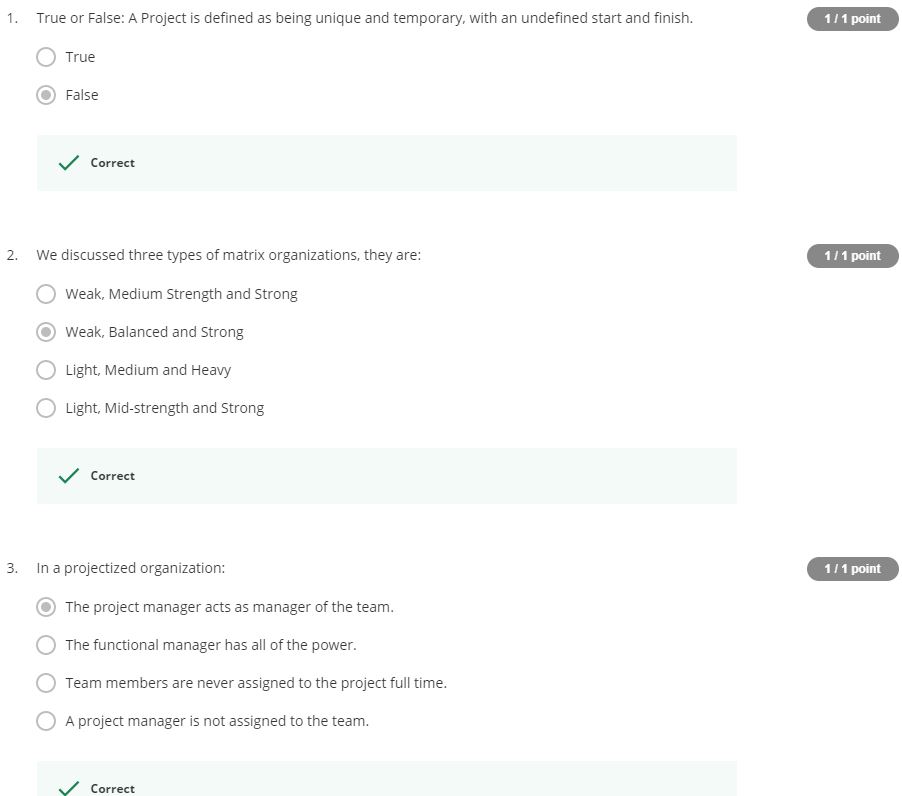 1. True or False: A Project is defined as being unique and temporary, with an undefined start and finish. 1 / 1 point
True
False
Correct
2. We discussed three types of matrix organizations, they are: 1 / 1 point
Weak, Medium Strength and Strong
Weak, Balanced and Strong
Light, Medium and Heavy
Light, Mid-strength and Strong
Correct
3. In a projectized organization: 1 / 1 point
The project manager acts as manager of the team.
The functional manager has all of the power.
Team members are never assigned to the project full time.
A project manager is not assigned to the team.
Correct